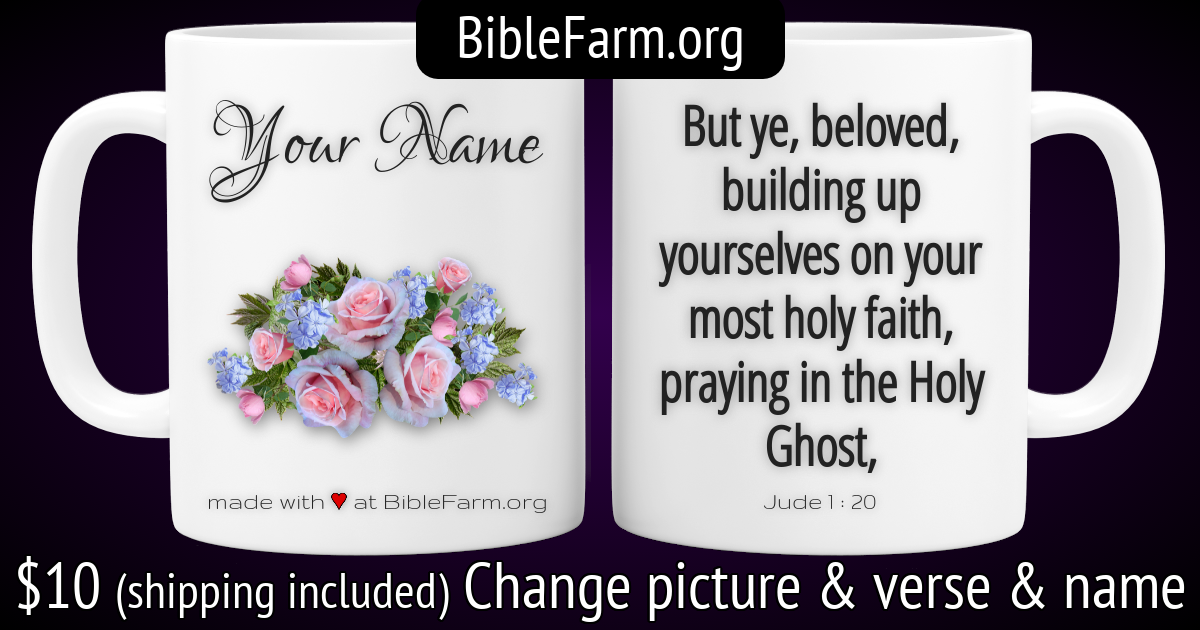 BibleFarm.org
Your Name
made with ♥ at BibleFarm.org
But ye, beloved,
building up
yourselves on your
most holy faith,
praying in the Holy
Ghost,
Jude 1 : 20
$10 (shipping included) Change picture & verse & name